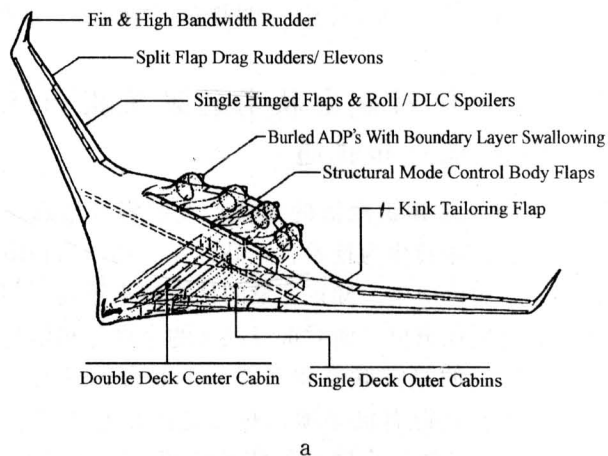 Fin & High Bandwidth Rudder
Split Flap Drag Rudders/ Elevons
Single Hinged Flaps & Roll / DLC Spoilers
Burled ADP's With Boundary Layer Swallowing
Structural Mode Control Body Flaps
Kink Tailoring Flap
Double Deck Center Cabin
Single Deck Outer Cabins
a